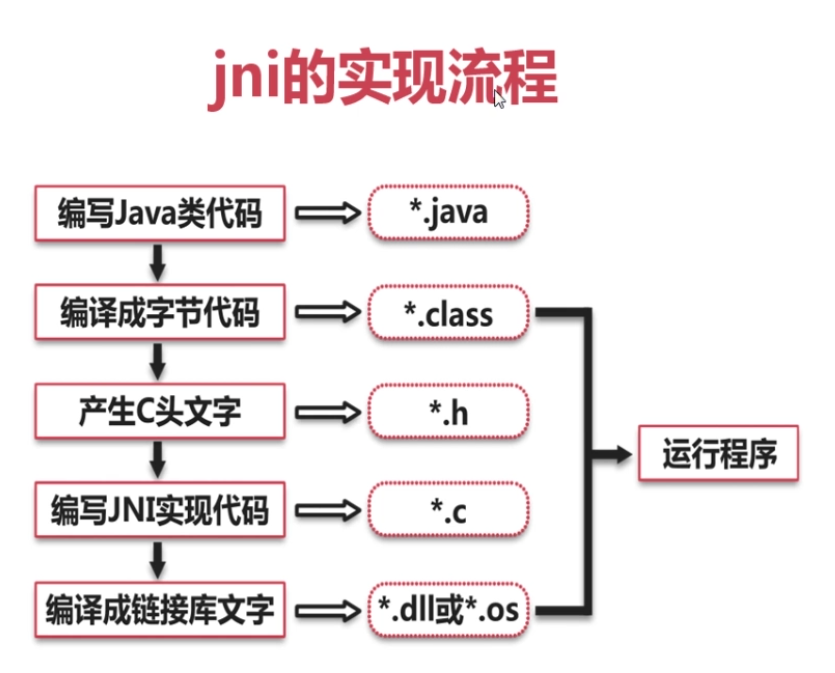 jni的实现流程
编写Java类代码
*.java
编译成字节代码
*.class
产生C头文字
*.h
运行程序
编写JNI实现代码
*.c
编译成链接库文字
*.dll或*.os